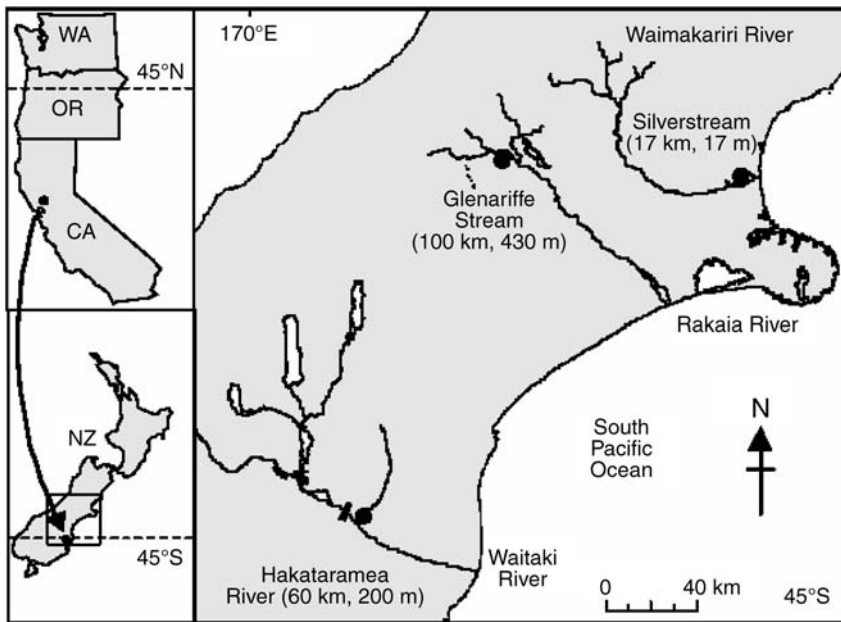 WA
45°N
OR
CA
NZ
45°S
170°E
Waimakariri River
Silverstream
(17 km, 17 m)
Glenariffe
Stream
(100 km, 430 m)
Rakaia River
South
Pacific
Ocean
N
Waitaki
River
Hakataramea
River (60 km, 200 m)
0 40 km
45°S